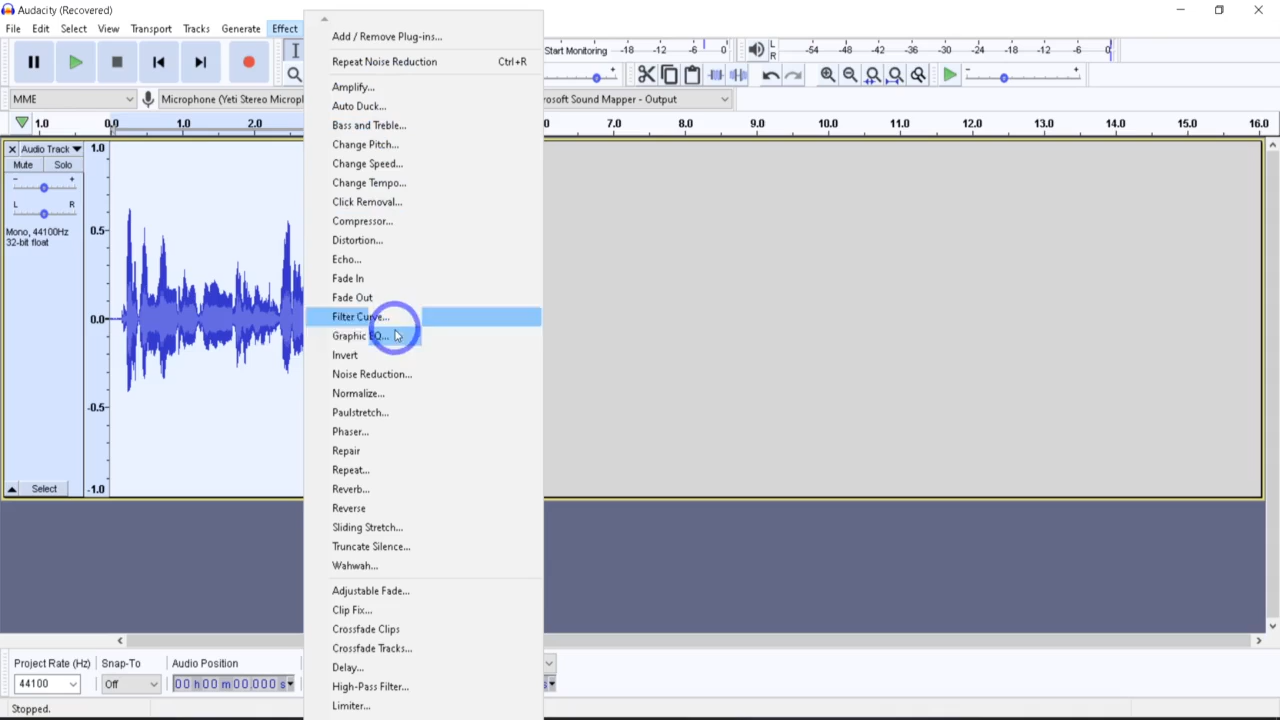 Audacity (Recovered)
File Edit Select View Transport Tracks Generate Effect
Start Monitoring -18 -12 -6 0 L R -54 -48 -42 -36 -30 -24 -18 -12 -6 0
MME Microphone (Yeti Stereo Microp rosoft Sound Mapper - Output
1.0 0.0 1.0 2.0 7.0 8.0 9.0 10.0 11.0 12.0 13.0 14.0 15.0 16.0
Audio Track
Mute Solo
- +
L R
Mono, 44100Hz
32-bit float
Select
1.0
0.5-
0.0-
-0.5-
-1.0
Add / Remove Plug-ins...
Repeat Noise Reduction Ctrl+R
Amplify...
Auto Duck...
Bass and Treble...
Change Pitch...
Change Speed...
Change Tempo...
Click Removal...
Compressor...
Distortion...
Echo...
Fade In
Fade Out
Filter Curve...
Graphic EQ...
Invert
Noise Reduction...
Normalize...
Paulstretch...
Phaser...
Repair
Repeat...
Reverb...
Reverse
Sliding Stretch...
Truncate Silence...
Wahwah...
Adjustable Fade...
Clip Fix...
Crossfade Clips
Crossfade Tracks...
Delay...
High-Pass Filter...
Limiter...
Project Rate (Hz) Snap-To Audio Position
44100 Off 00 h 00 m 00.000 s
Stopped.